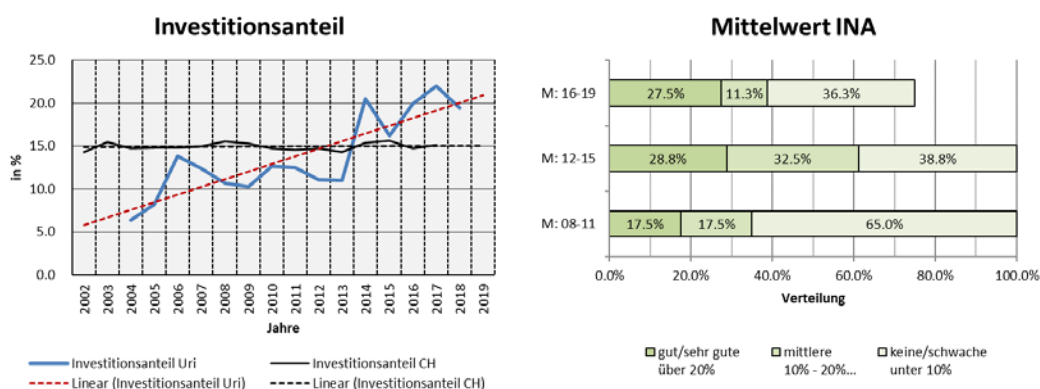 Investitionsanteil
25.0
20.0
15.0
10.0
5.0
0.0
in %
2002
2003
2004
2005
2006
2007
2008
2009
2010
2011
2012
2013
2014
2015
2016
2017
2018
2019
Jahre
Investitionsanteil Uri
Investitionsanteil CH
Linear (Investitionsanteil Uri)
Linear (Investitionsanteil CH)
Mittelwert INA
M: 16-19
27.5%
11.3%
36.3%
M: 12-15
28.8%
32.5%
38.8%
M: 08-11
17.5%
17.5%
65.0%
0.0%
20.0%
40.0%
60.0%
80.0%
100.0%
Verteilung
gut/sehr gute
über 20%
mittlere
10% - 20%...
keine/schwache
unter 10%